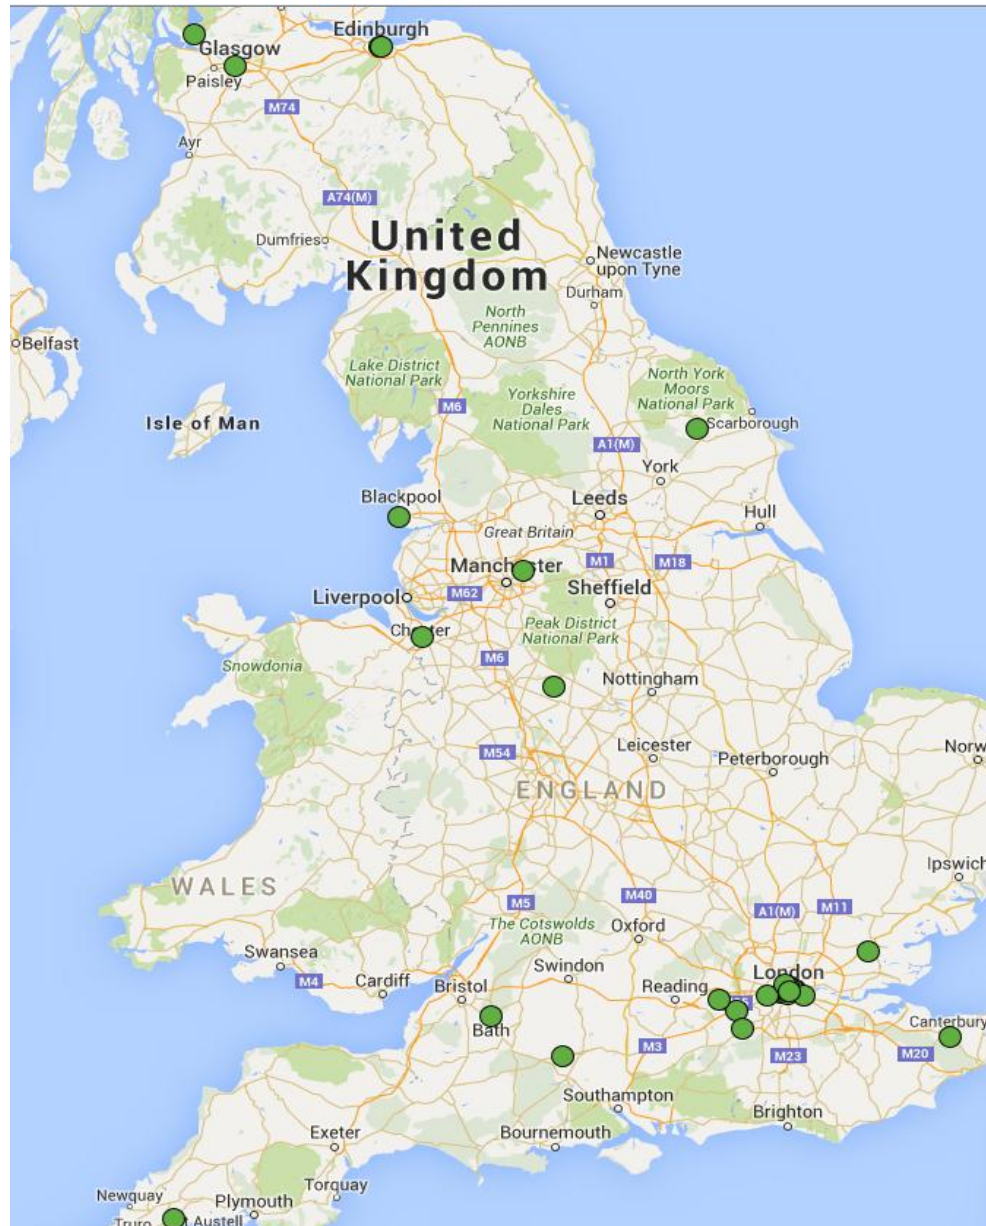 Edinburgh
Glasgow
Paisley
M74
Ayr
A74(M)
Dumfries
United
Kingdom
Newcastle
upon Tyne
Durham
North
Pennines
AONB
Belfast
Lake District
National Park
North York
Moors
National Park
Yorkshire
Dales
National Park
M6
Isle of Man
Scarborough
A1(M)
York
Blackpool
Leeds
Hull
Great Britain
Manchester
M1
M18
Liverpool
M62
Sheffield
Peak District
National Park
M6
Snowdonia
Nottingham
M54
Leicester
Norw
Peterborough
ENGLAND
Ipswich
WALES
M5
M40
A1(M)
M11
The Cotswolds
AONB
Oxford
Swansea
London
Swindon
M4
Cardiff
Bristol
Reading
Bath
Canterbury
M3
M23
M20
Southampton
Brighton
Exeter
Bournemouth
Torquay
Newquay
Plymouth
Truro
Austell